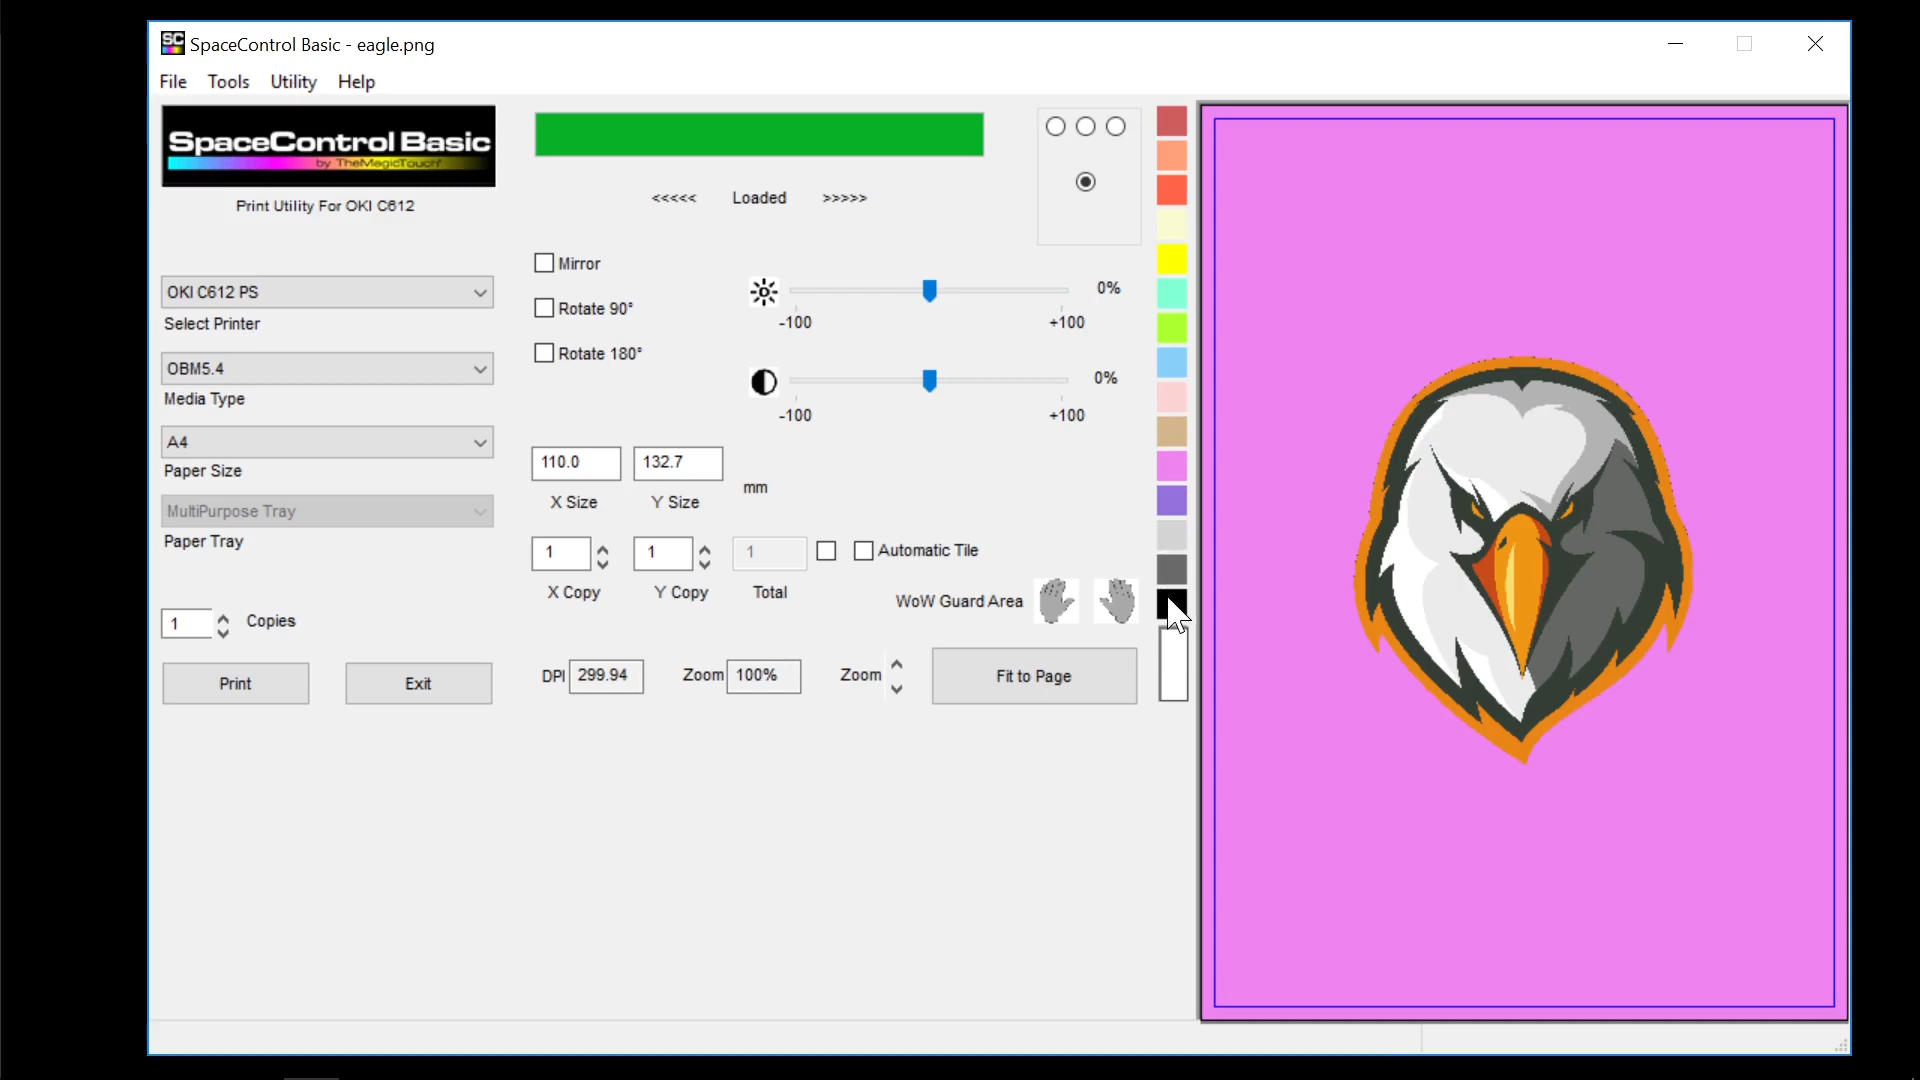 SpaceControl Basic - eagle.png
File Tools Utility Help
SpaceControl Basic
by TheMagicTouch
Print Utility For OKI C612
<<<<< Loaded >>>>>
Mirror
Rotate 90°
Rotate 180°
0%
-100 +100
0%
-100 +100
OKI C612 PS
Select Printer
OBM5.4
Media Type
A4
Paper Size
MultiPurpose Tray
Paper Tray
110.0 132.7 mm
X Size Y Size
1 1 1 Automatic Tile
X Copy Y Copy Total
WoW Guard Area
1 Copies
Print Exit
DPI 299.94 Zoom 100% Zoom Fit to Page